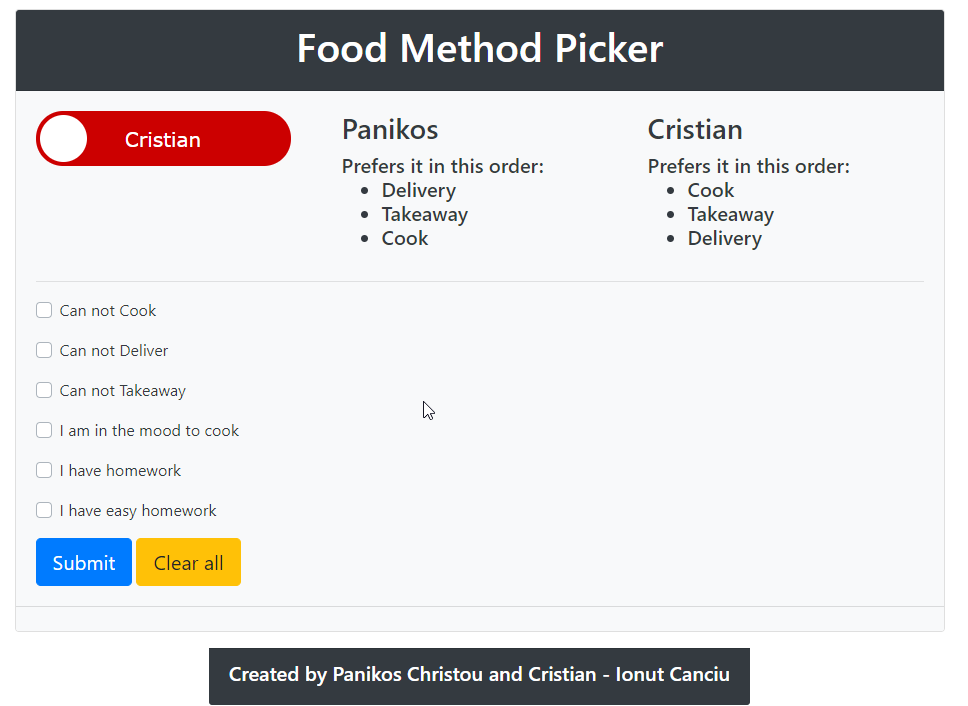 Food Method Picker
Cristian
Panikos
Prefers it in this order:
Delivery
Takeaway
Cook
Cristian
Prefers it in this order:
Cook
Takeaway
Delivery
Can not Cook
Can not Deliver
Can not Takeaway
I am in the mood to cook
I have homework
I have easy homework
Submit
Clear all
Created by Panikos Christou and Cristian - Ionut Canciu